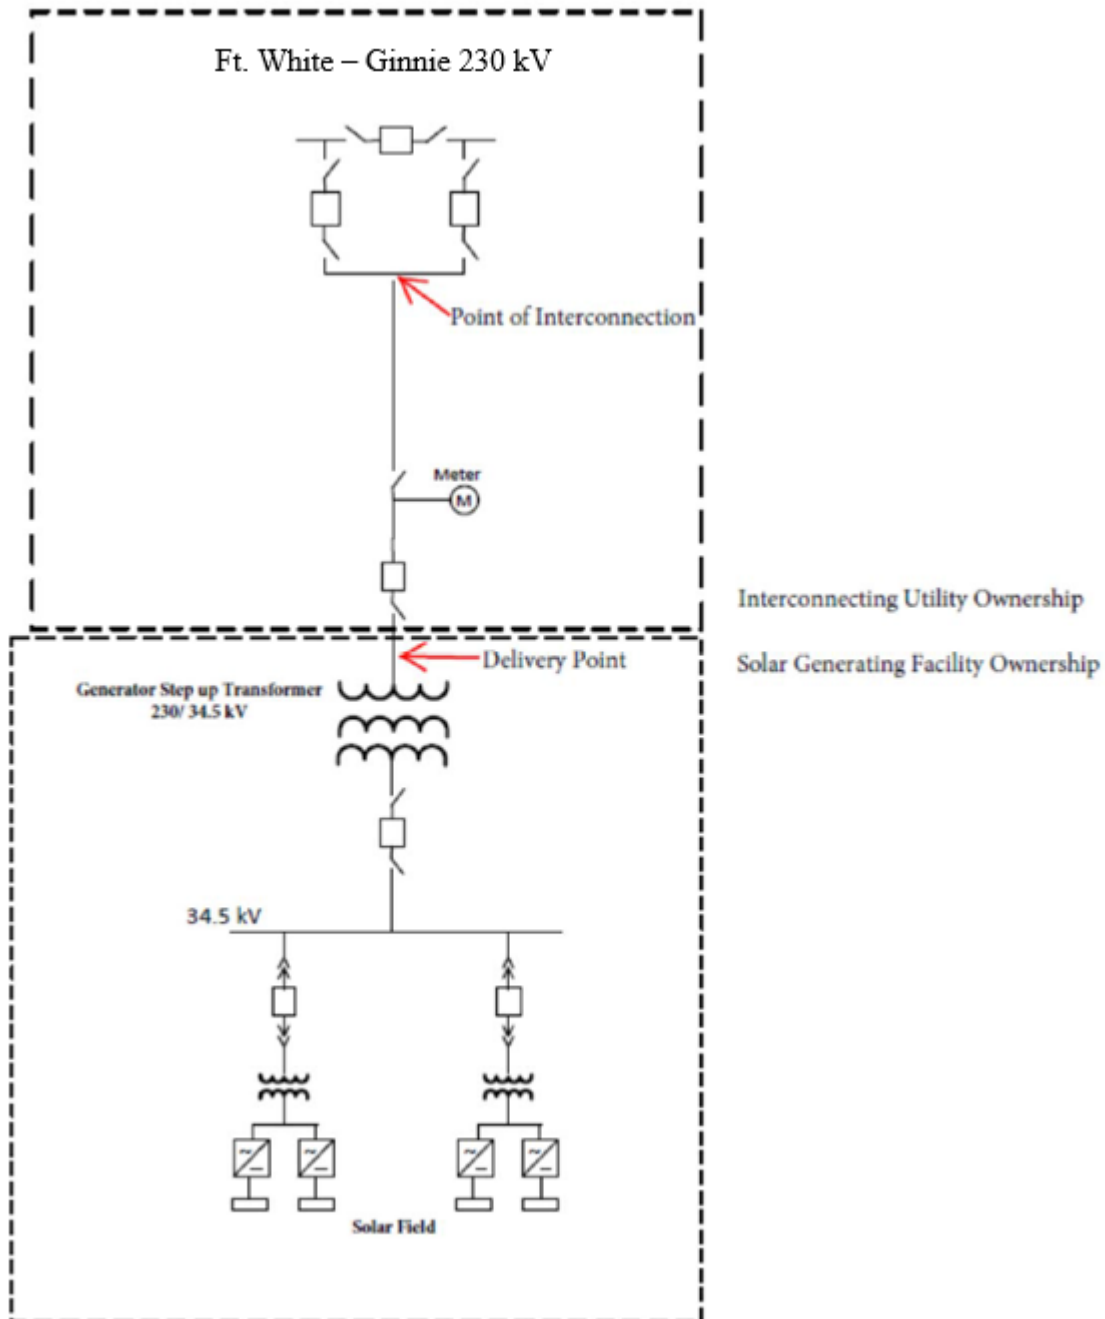 Ft. White – Ginnie 230 kV
Point of Interconnection
Meter
M
Interconnecting Utility Ownership
Delivery Point
Solar Generating Facility Ownership
Generator Step up Transformer
230/ 34.5 kV
34.5 kV
Solar Field